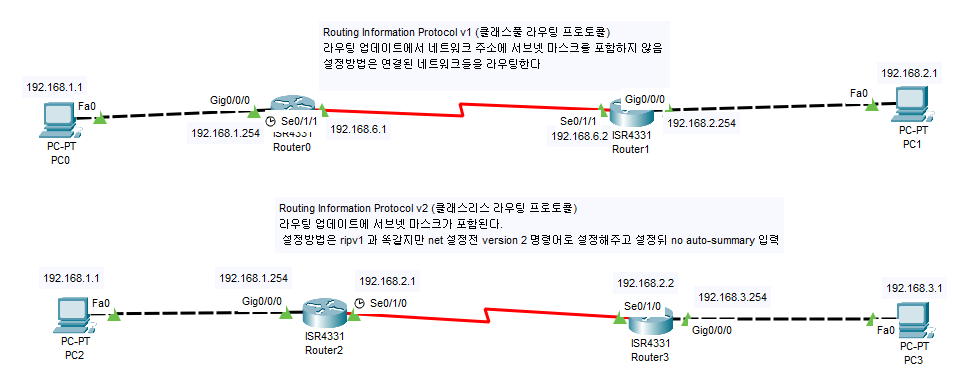 Routing Information Protocol v1 (클래스풀 라우팅 프로토콜)
라우팅 업데이트에서 네트워크 주소에 서브넷 마스크를 포함하지 않음
설정방법은 연결된 네트워크들을 라우팅한다
192.168.1.1
Fa0
PC-PT
PC0
Gig0/0/0
192.168.1.254
Se0/1/1
ISR4331
Router0
192.168.6.1
Se0/1/1
192.168.6.2
Gig0/0/0
ISR4331
Router1
192.168.2.254
192.168.2.1
Fa0
PC-PT
PC1
Routing Information Protocol v2 (클래스리스 라우팅 프로토콜)
라우팅 업데이트에 서브넷 마스크가 포함된다.
설정방법은 ripv1 과 똑같지만 net 설정전 version 2 명령어로 설정해주고 설정뒤 no auto-summary 입력
192.168.1.1
Fa0
PC-PT
PC2
192.168.1.254
Gig0/0/0
192.168.2.1
Se0/1/0
ISR4331
Router2
192.168.2.2
Se0/1/0
ISR4331
Router3
192.168.3.254
Gig0/0/0
192.168.3.1
Fa0
PC-PT
PC3